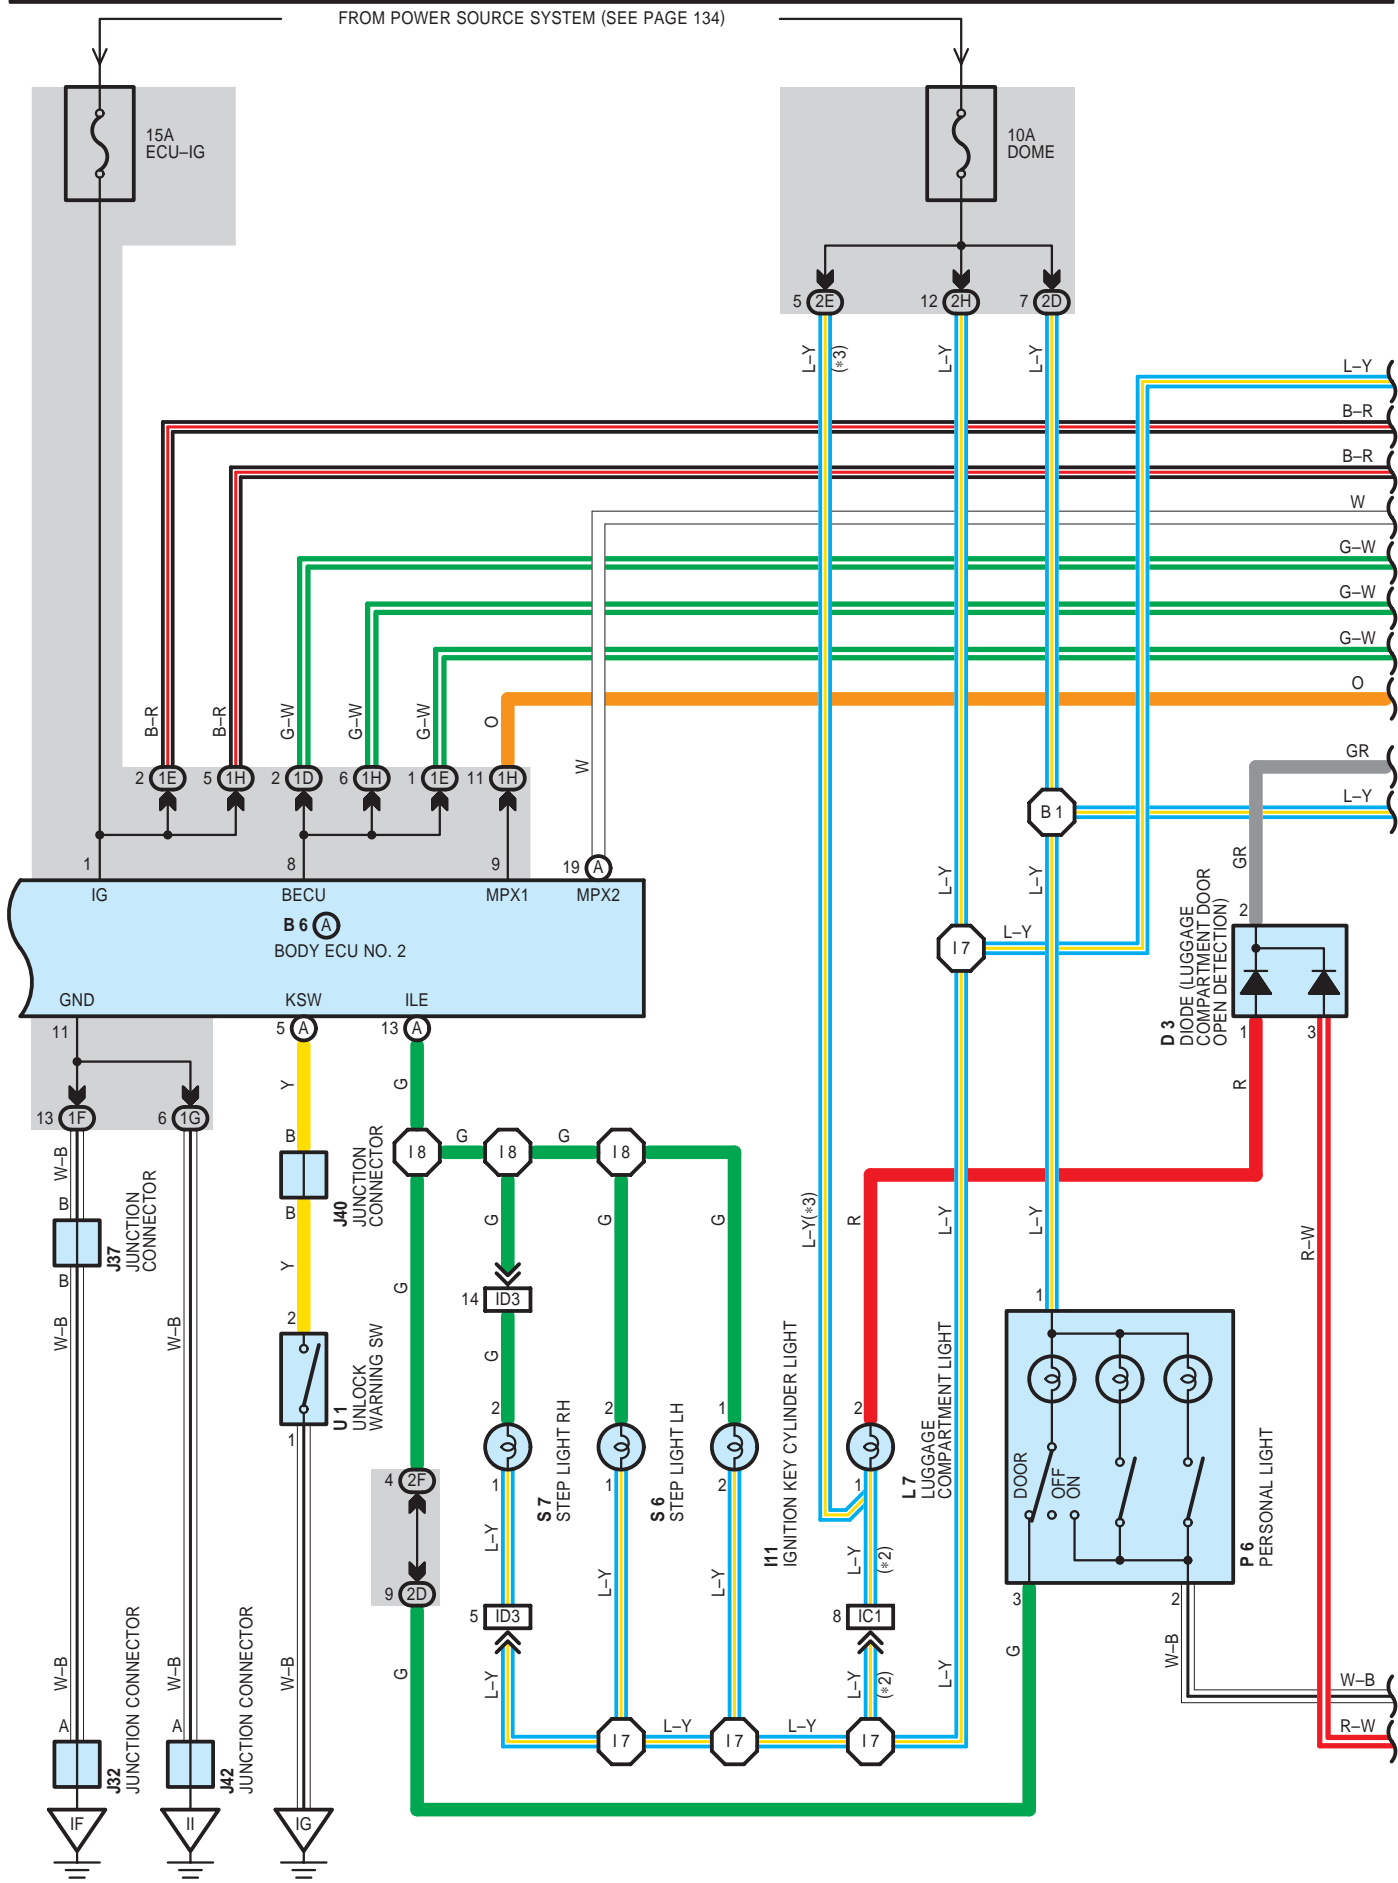 FROM POWER SOURCE SYSTEM (SEE PAGE 134)
15A
ECU–IG
10A
DOME
5 2E
12 2H
7 2D
L–Y
(*3)
L–Y
L–Y
L–Y
B–R
B–R
W
G–W
G–W
G–W
O
B–R
B–R
G–W
G–W
G–W
O
W
GR
L–Y
2 1E
5 1H
2 1D
6 1H
1 1E
11 1H
B 1
1
8
9
19 A
GR
L–Y
L–Y
IG
BECU
MPX1
MPX2
B 6 A
BODY ECU NO. 2
I 7
L–Y
2
D 3
DIODE (LUGGAGE
COMPARTMENT DOOR
OPEN DETECTION)
1
3
GND
KSW
ILE
11
5 A
13 A
Y
G
R
13 1F
6 1G
W–B
B
J37
JUNCTION
CONNECTOR
B
B
B
J40
JUNCTION
CONNECTOR
I 8
G
I 8
G
I 8
Y
G
G
G
G
L–Y(*3)
R
L–Y
L–Y
R–W
14 ID3
W–B
W–B
2
U 1
UNLOCK
WARNING SW
1
G
2
2
1
2
1
1
1
2
1
S 7
STEP LIGHT RH
S 6
STEP LIGHT LH
I11
IGNITION KEY CYLINDER LIGHT
L 7
LUGGAGE
COMPARTMENT LIGHT
DOOR
OFF
ON
P 6
PERSONAL LIGHT
4 2F
9 2D
L–Y
L–Y
L–Y
L–Y
(*2)
5 ID3
8 IC1
3
2
W–B
W–B
W–B
G
L–Y
L–Y
(*2)
L–Y
G
W–B
W–B
R–W
A
A
J32
JUNCTION CONNECTOR
J42
JUNCTION CONNECTOR
I 7
L–Y
I 7
L–Y
I 7
IF
II
IG